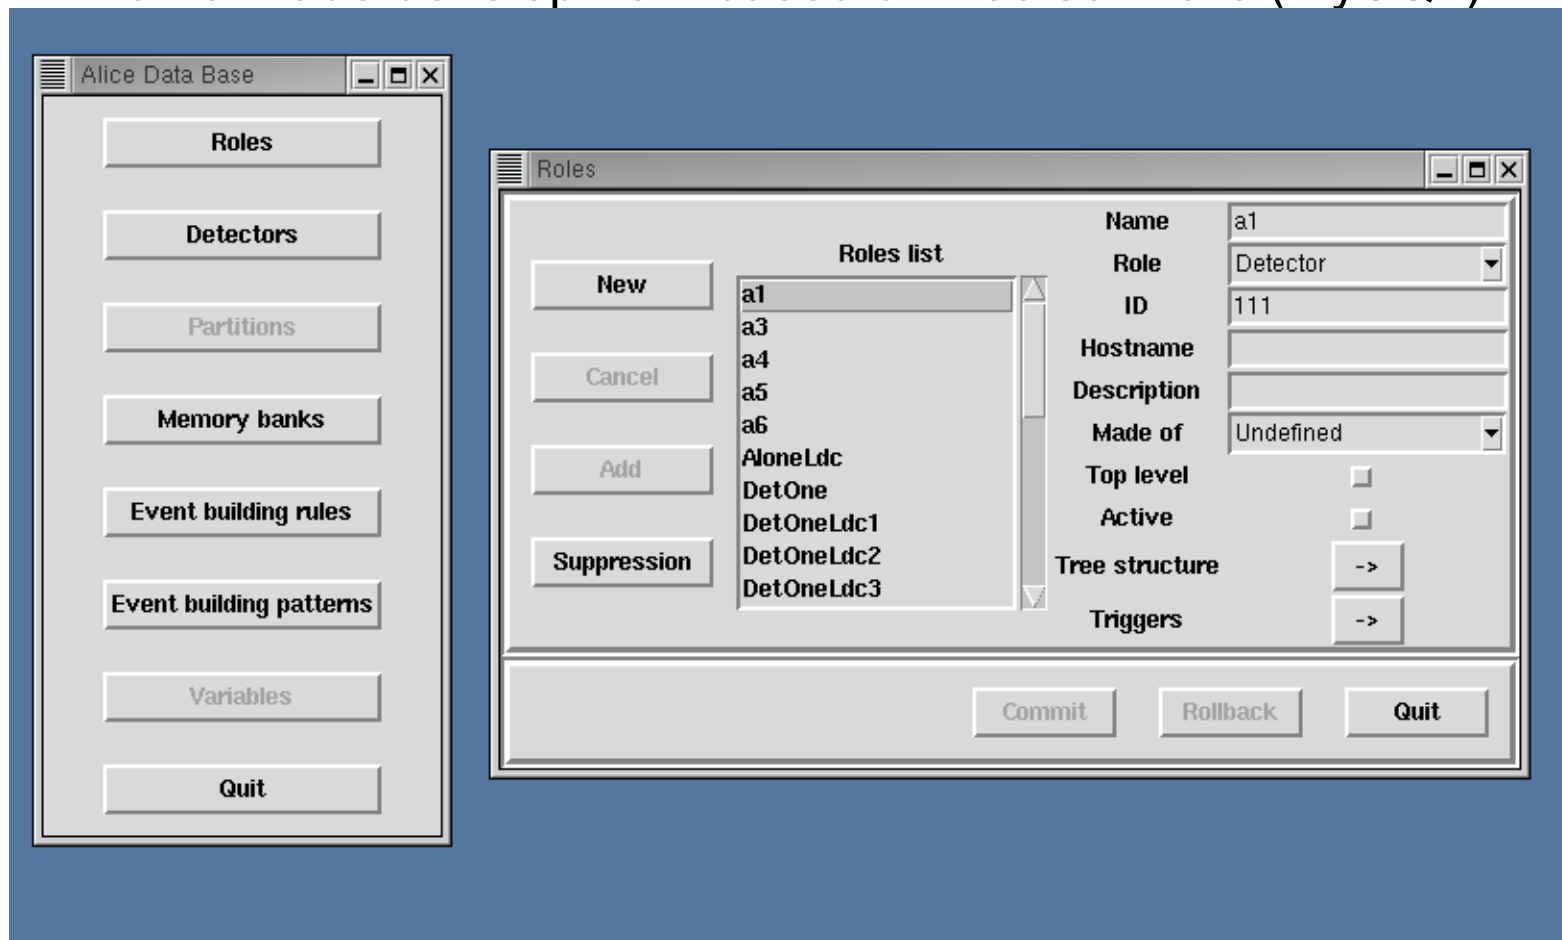 Alice Data Base
Roles
Detectors
Partitions
Memory banks
Event building rules
Event building patterns
Variables
Quit
Roles
New
Cancel
Add
Suppression
Roles list
a1
a3
a4
a5
a6
AloneLdc
DetOne
DetOneLdc1
DetOneLdc2
DetOneLdc3
Name a1
Role Detector
ID 111
Hostname
Description
Made of Undefined
Top level
Active
Tree structure ->
Triggers ->
Commit Rollback Quit